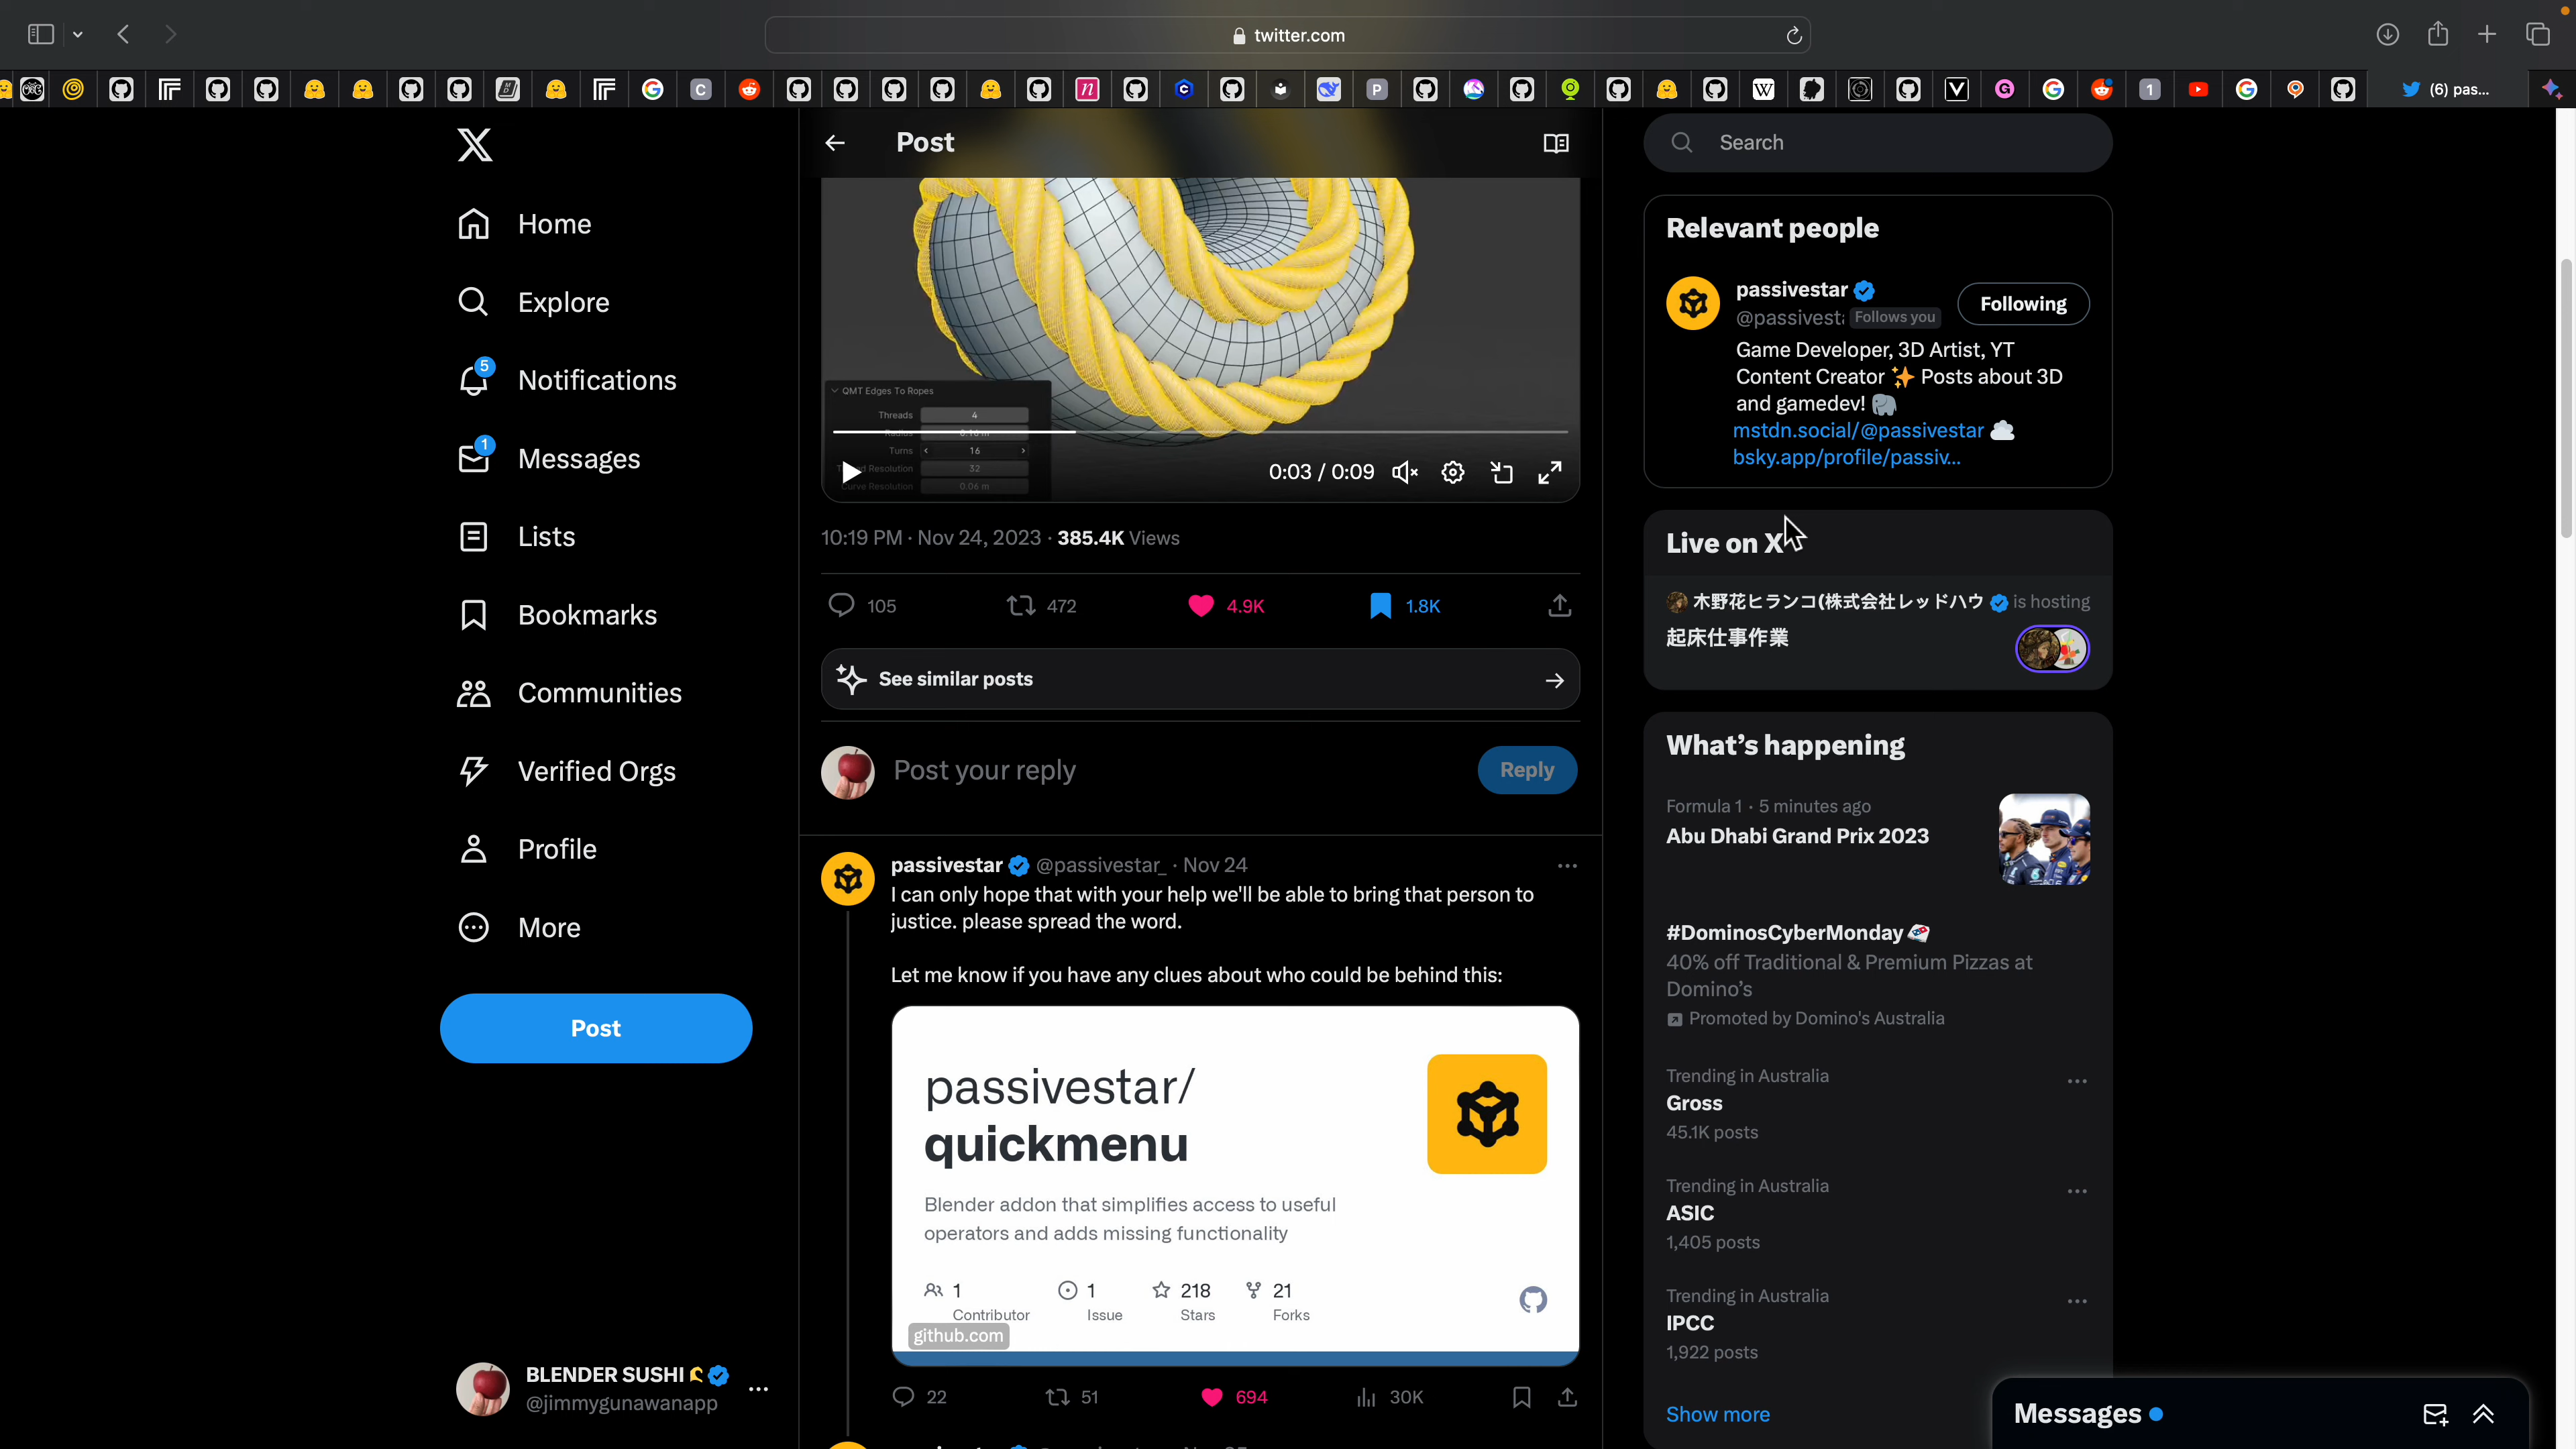 twitter.com
(6) pas...
Home
Explore
5
Notifications
1
Messages
Lists
Bookmarks
Communities
Verified Orgs
Profile
More
Post
BLENDER SUSHI
@jimmygunawanapp
Post
QMT Edges To Ropes
Threads 4
Turns 16
32
Curve Resolution 0.06 m
0:03 / 0:09
10:19 PM · Nov 24, 2023 · 385.4K Views
105 472 4.9K 1.8K
See similar posts
Post your reply
Reply
passivestar @passivestar_ · Nov 24
I can only hope that with your help we'll be able to bring that person to
justice. please spread the word.
Let me know if you have any clues about who could be behind this:
passivestar/
quickmenu
Blender addon that simplifies access to useful
operators and adds missing functionality
1 1 218 21
Contributor Issue Stars Forks
github.com
22 51 694 30K
Search
Relevant people
passivestar
Following
Follows you
Game Developer, 3D Artist, YT
Content Creator ✨ Posts about 3D
and gamedev! 🐘
mstdn.social/@passivestar ☁️
bsky.app/profile/passiv...
Live on X
木野花ヒランコ(株式会社レッドハウ is hosting
起床仕事作業
What's happening
Formula 1 · 5 minutes ago
Abu Dhabi Grand Prix 2023
#DominosCyberMonday
40% off Traditional & Premium Pizzas at
Domino's
Promoted by Domino's Australia
Trending in Australia
Gross
45.1K posts
Trending in Australia
ASIC
1,405 posts
Trending in Australia
IPCC
1,922 posts
Show more
Messages